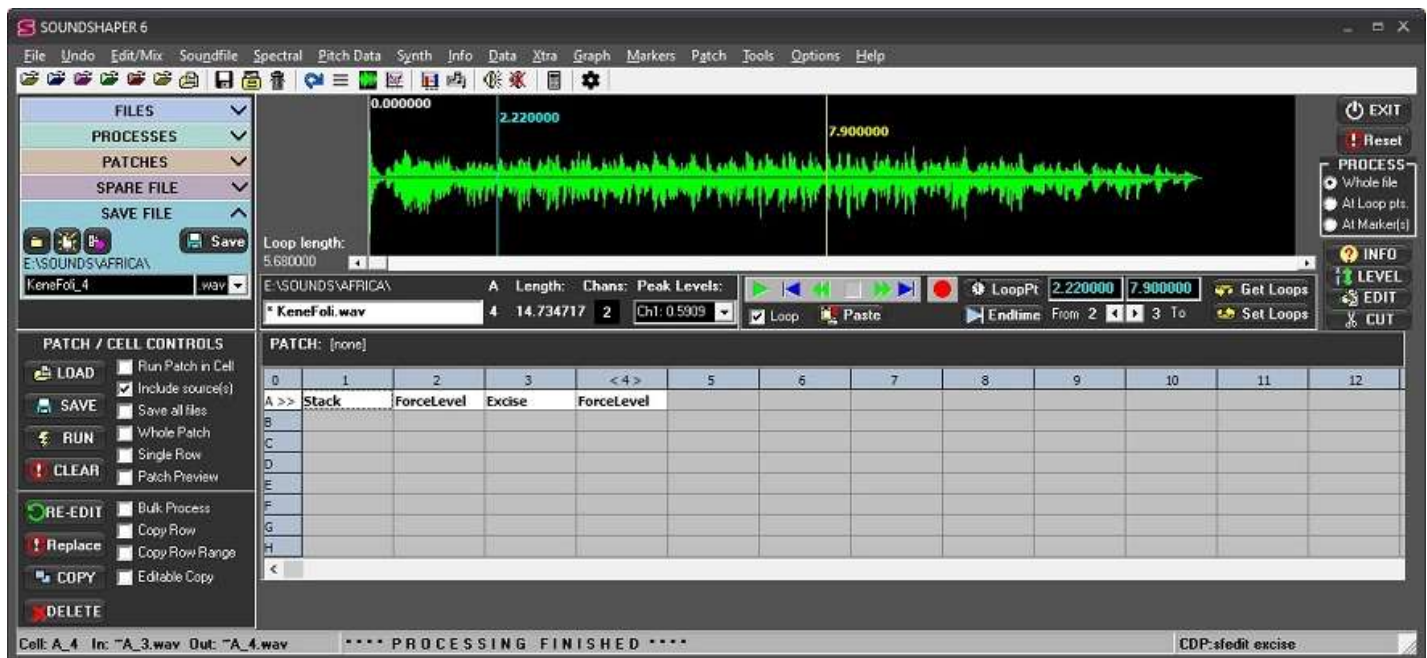 SOUNDSHAPER 6
File Undo Edit/Mix Soundfile Spectral Pitch Data Synth Info Data Xtra Graph Markers Patch Tools Options Help
FILES
PROCESSES
PATCHES
SPARE FILE
SAVE FILE
Save
E:\SOUNDS\AFRICA\
KeneFoli_4 .wav
0.000000
2.220000
7.900000
Loop length:
5.680000
EXIT
Reset
PROCESS
Whole file
At Loop pts.
At Marker(s)
INFO
LEVEL
EDIT
CUT
E:\SOUNDS\AFRICA\ A Length: Chans: Peak Levels:
* KeneFoli.wav 4 14.734717 2 Ch1: 0.5909
Loop Paste
LoopPt 2.220000 7.900000 Get Loops
Endtime From 2 3 To Set Loops
PATCH / CELL CONTROLS
LOAD
SAVE
RUN
CLEAR
Run Patch in Cell
Include source(s)
Save all files
Whole Patch
Single Row
Patch Preview
RE-EDIT
Replace
COPY
DELETE
Bulk Process
Copy Row
Copy Row Range
Editable Copy
PATCH: [none]
0 1 2 3 <4> 5 6 7 8 9 10 11 12
A >> Stack ForceLevel Excise ForceLevel
B
C
D
E
F
G
H
Cell: A_4 In: ~A_3.wav Out: ~A_4.wav **** PROCESSING FINISHED **** CDP:sfedit excise